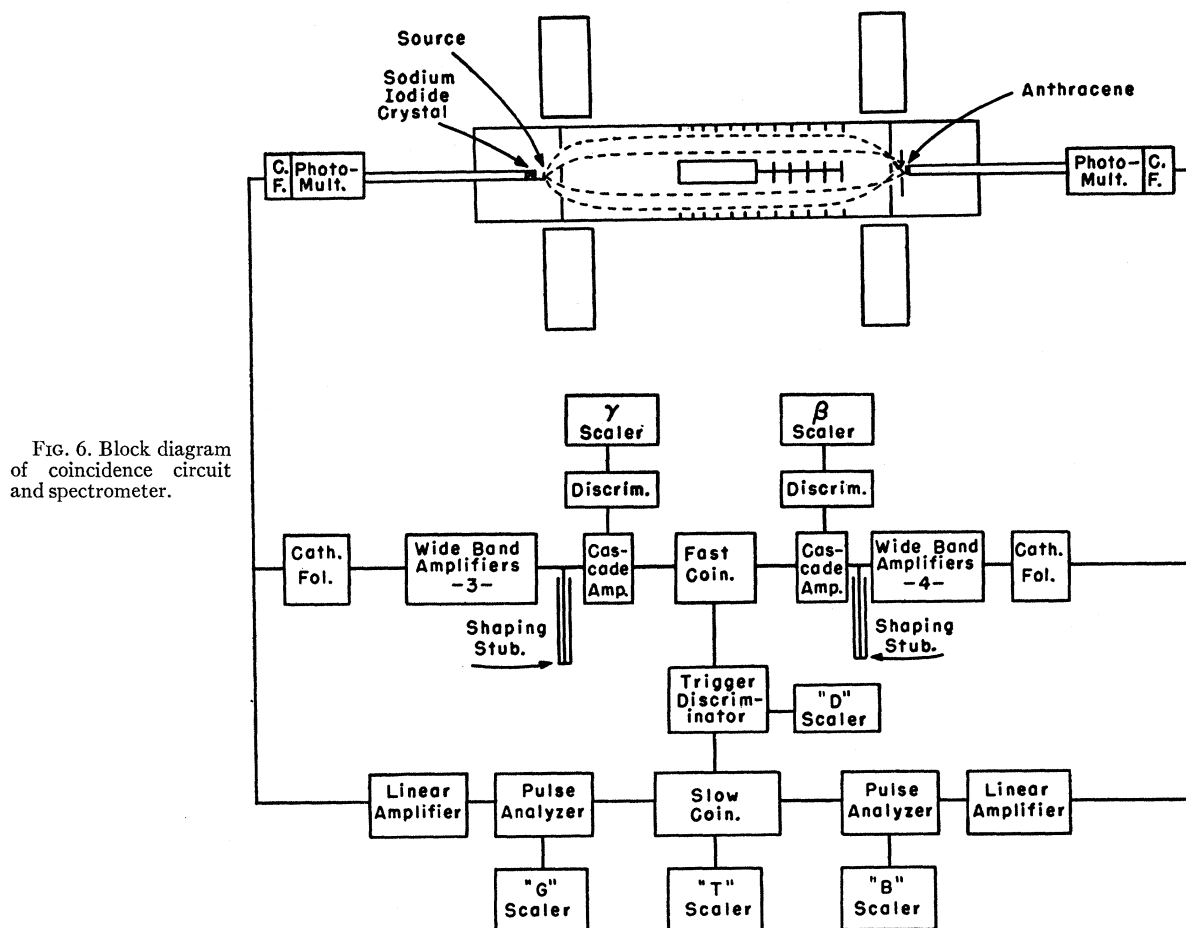 Source
Sodium
Iodide
Crystal
Anthracene
C.
F.
Photo-
Mult.
Photo-
Mult.
C.
F.
γ
Scaler
β
Scaler
Discrim.
Discrim.
Cath.
Fol.
Wide Band
Amplifiers
-3-
Cas-
cade
Amp.
Fast
Coin.
Cas-
cade
Amp.
Wide Band
Amplifiers
-4-
Cath.
Fol.
Shaping
Stub.
Shaping
Stub.
Trigger
Discrim-
inator
"D"
Scaler
Linear
Amplifier
Pulse
Analyzer
Slow
Coin.
Pulse
Analyzer
Linear
Amplifier
"G"
Scaler
"T"
Scaler
"B"
Scaler
FIG. 6. Block diagram
of coincidence circuit
and spectrometer.